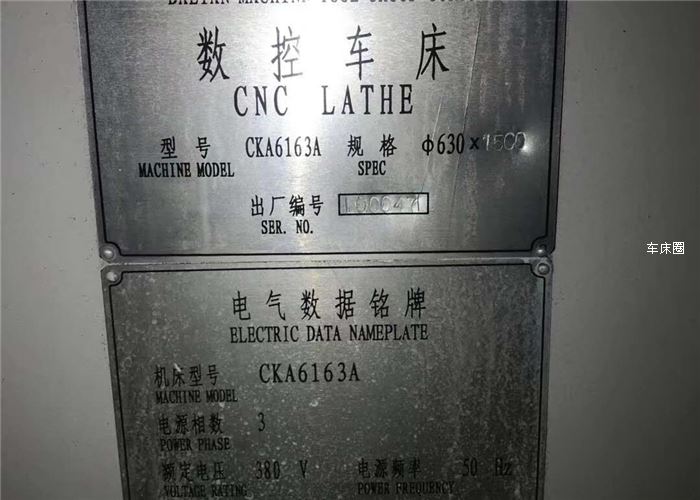 数控车床
CNC LATHE
型号 CKA6163A 规格 Φ630×1500
MACHINE MODEL SPEC
出厂编号
SER. NO.
车床圈
电气数据铭牌
ELECTRIC DATA NAMEPLATE
机床型号 CKA6163A
MACHINE MODEL
电源相数 3
POWER PHASE
额定电压 380 V 电源频率 50 Hz
VOLTAGE RATING POWER FREQUENCY